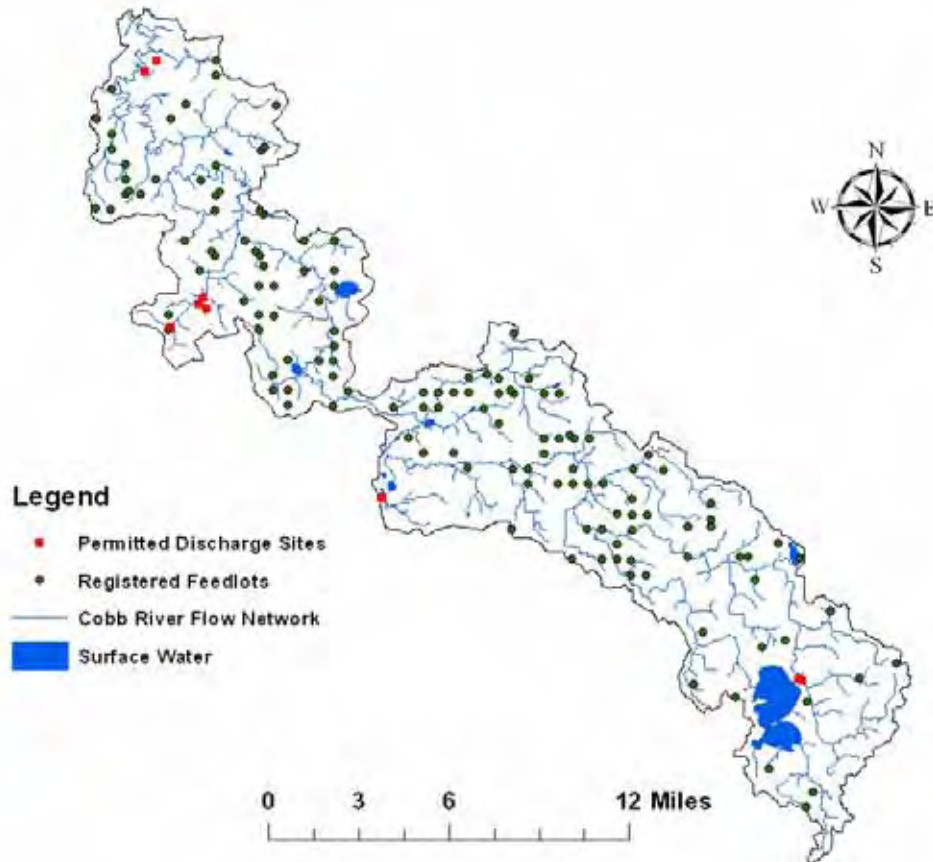 N
W E
S
Legend
Permitted Discharge Sites
Registered Feedlots
Cobb River Flow Network
Surface Water
0 3 6 12 Miles